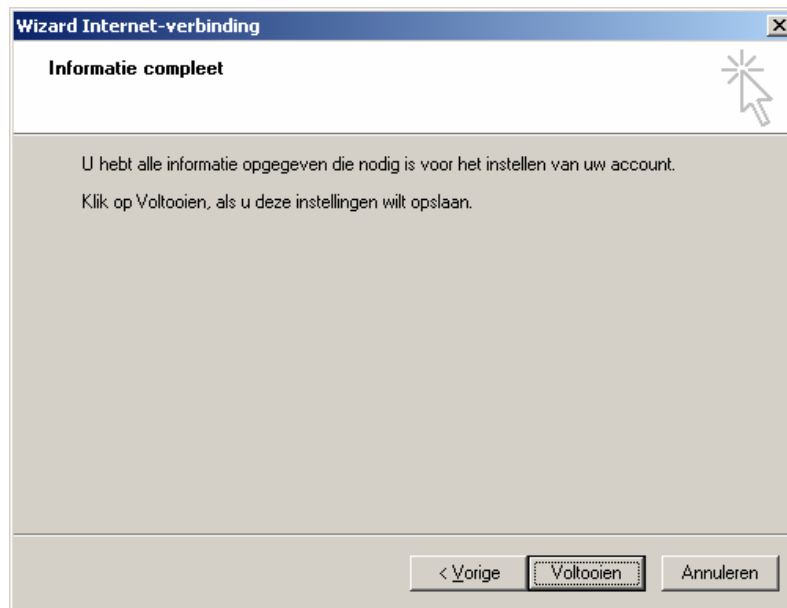 Wizard Internet-verbinding
Informatie compleet
U hebt alle informatie opgegeven die nodig is voor het instellen van uw account.
Klik op Voltooien, als u deze instellingen wilt opslaan.
< Vorige
Voltooien
Annuleren